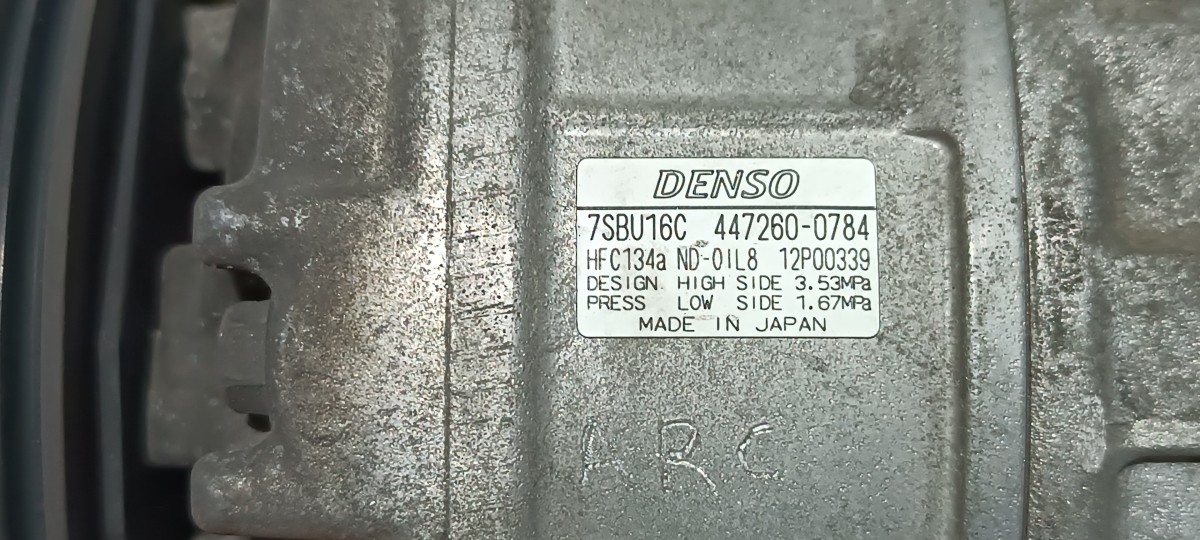 DENSO
7SBU16C 447260-0784
HFC134a ND-OIL8 12P00339
DESIGN HIGH SIDE 3.53MPa
PRESS LOW SIDE 1.67MPa
MADE IN JAPAN
ARC